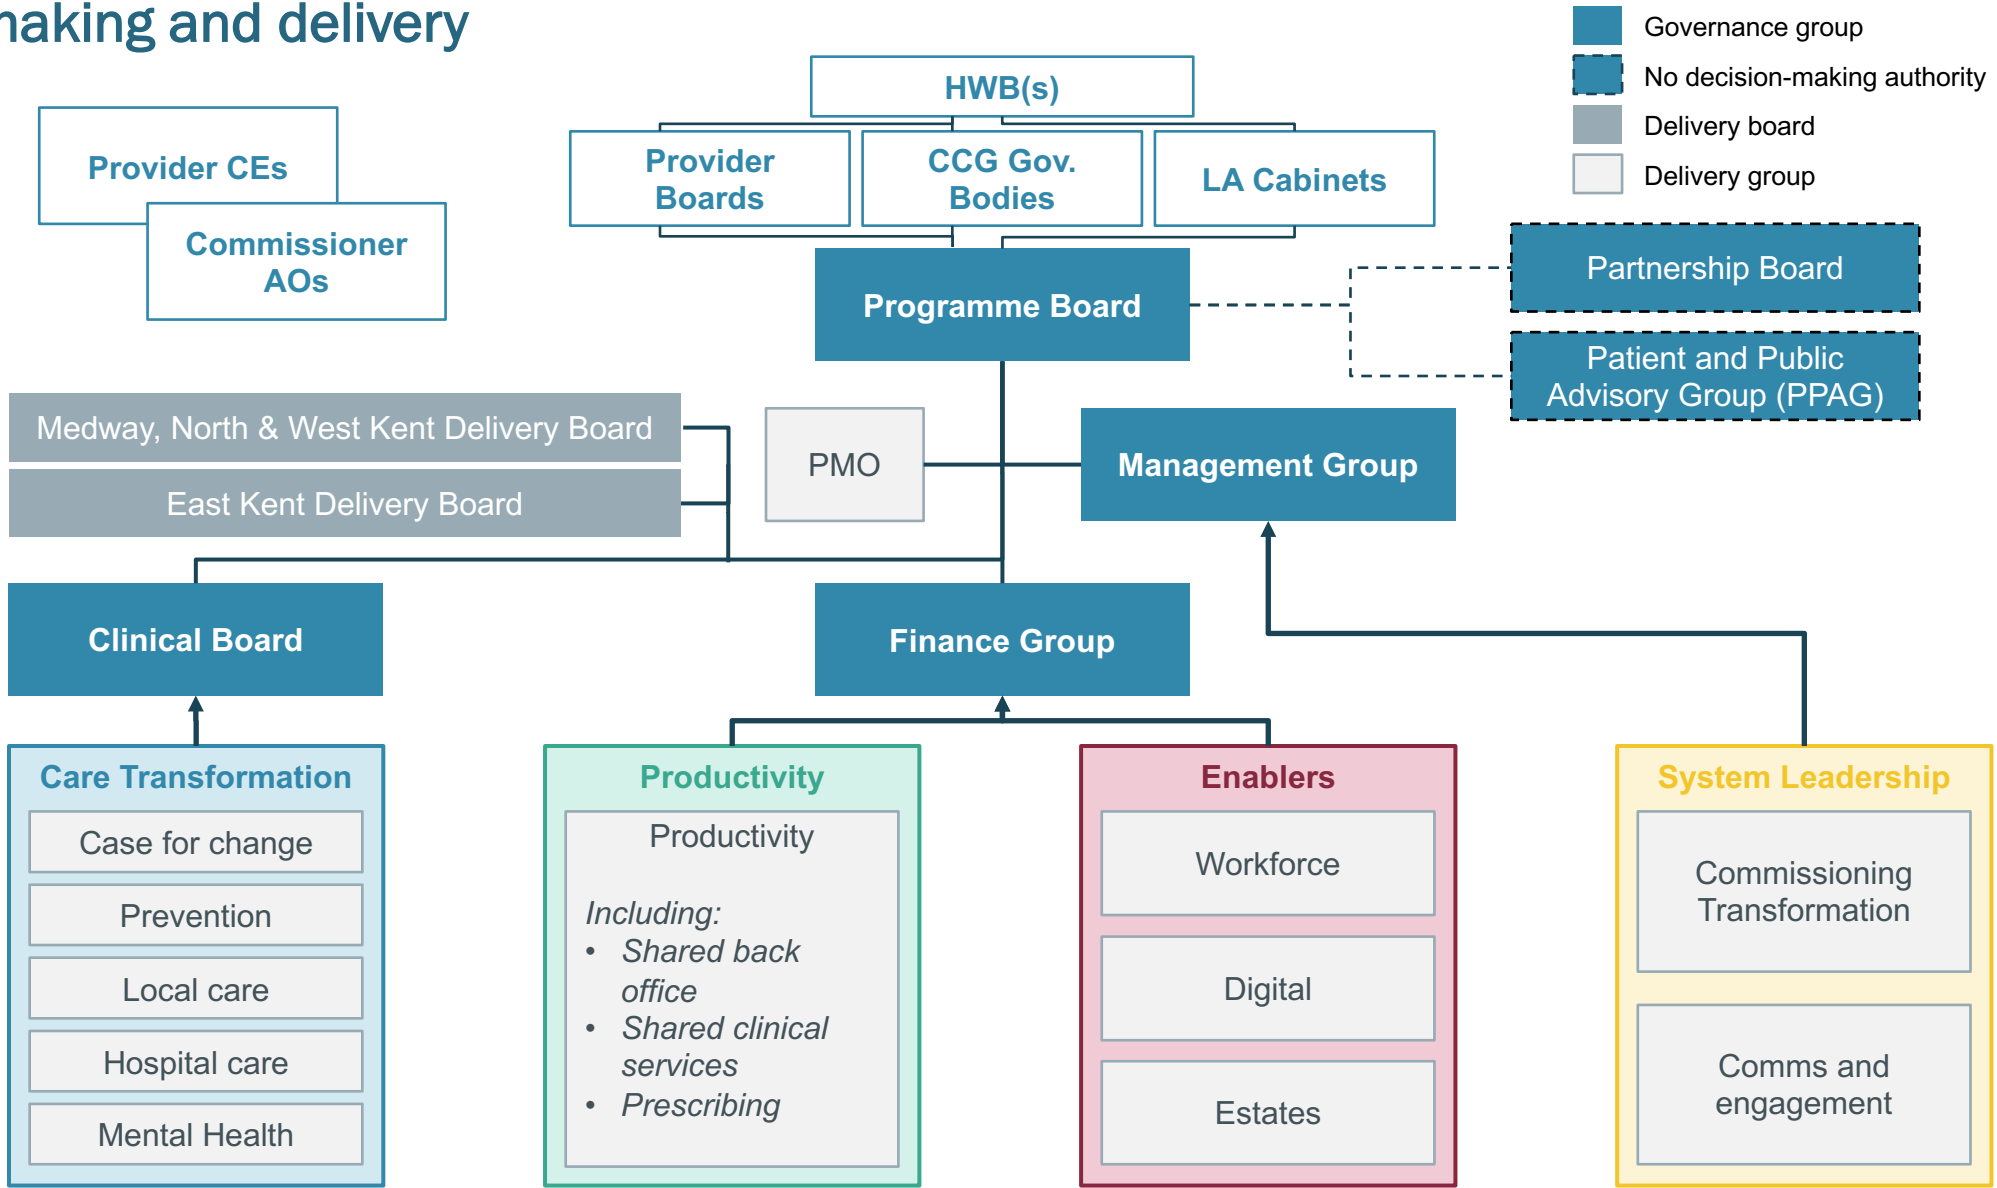 making and delivery
Governance group
No decision-making authority
Delivery board
Delivery group
Provider CEs
Commissioner
AOs
HWB(s)
Provider
Boards
CCG Gov.
Bodies
LA Cabinets
Programme Board
Partnership Board
Patient and Public
Advisory Group (PPAG)
Medway, North & West Kent Delivery Board
East Kent Delivery Board
PMO
Management Group
Clinical Board
Finance Group
Care Transformation
Case for change
Prevention
Local care
Hospital care
Mental Health
Productivity
Productivity
Including:
• Shared back
office
• Shared clinical
services
• Prescribing
Enablers
Workforce
Digital
Estates
System Leadership
Commissioning
Transformation
Comms and
engagement